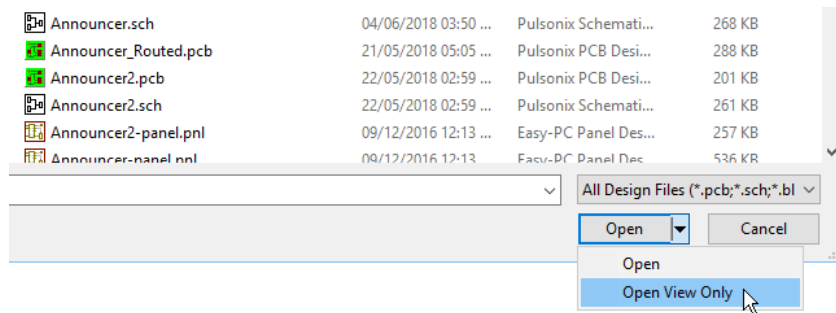 Announcer.sch 04/06/2018 03:50 ... Pulsonix Schemati... 268 KB
Announcer_Routed.pcb 21/05/2018 05:05 ... Pulsonix PCB Desi... 288 KB
Announcer2.pcb 22/05/2018 02:59 ... Pulsonix PCB Desi... 201 KB
Announcer2.sch 22/05/2018 02:59 ... Pulsonix Schemati... 261 KB
Announcer2-panel.pnl 09/12/2016 12:13 ... Easy-PC Panel Des... 257 KB
Announcer-panel.pnl 09/12/2016 12:13 Easy-PC Panel Des 536 KB
All Design Files (*.pcb;*.sch;*.bl
Open Cancel
Open
Open View Only